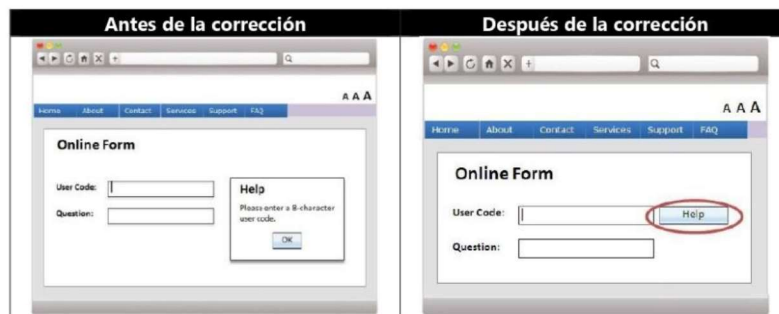 Antes de la corrección
A A A
Home About Contact Services Support FAQ
Online Form
User Code:
Question:
Help
Please enter a 8-character
user code.
OK
Después de la corrección
A A A
Home About Contact Services Support FAQ
Online Form
User Code:
Help
Question: